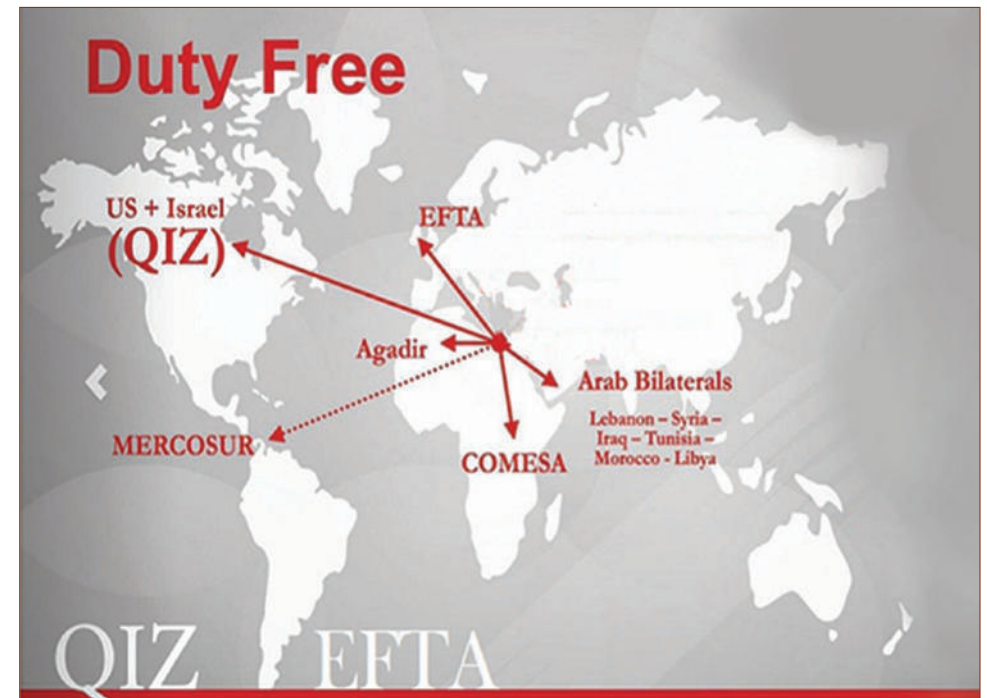 Duty Free
US + Israel
(QIZ)
EFTA
Agadir
Arab Bilaterals
Lebanon – Syria –
Iraq – Tunisia –
Morocco - Libya
MERCOSUR
COMESA
QIZ EFTA